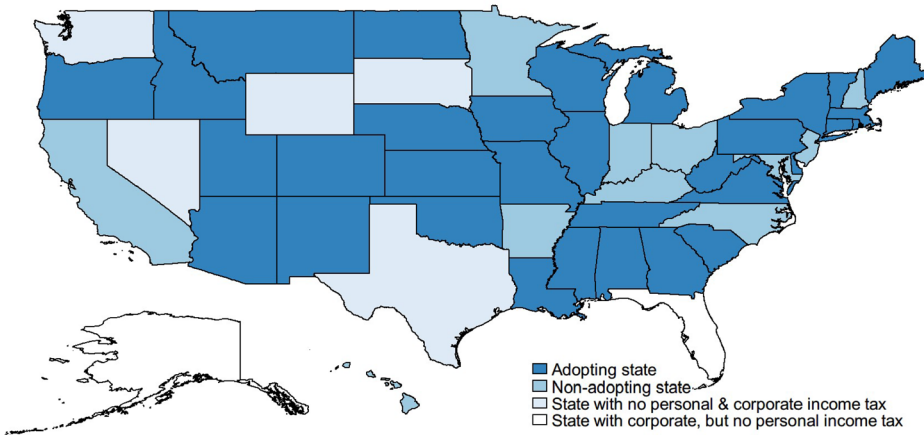 Adopting state
Non-adopting state
State with no personal & corporate income tax
State with corporate, but no personal income tax